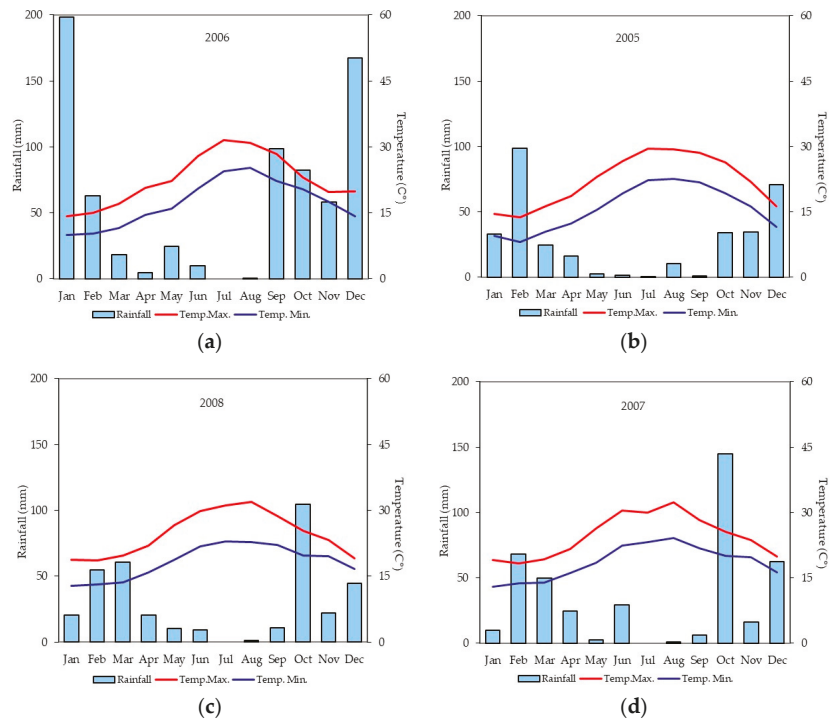 2006
200
150
100
50
0
60
45
30
15
0
Rainfall (mm)
Temperature (C°)
Jan Feb Mar Apr May Jun Jul Aug Sep Oct Nov Dec
Rainfall Temp.Max. Temp. Min.
(a)
2005
200
150
100
50
0
60
45
30
15
0
Rainfall (mm)
Temperature (C°)
Jan Feb Mar Apr May Jun Jul Aug Sep Oct Nov Dec
Rainfall Temp.Max. Temp. Min.
(b)
2008
200
150
100
50
0
60
45
30
15
0
Rainfall (mm)
Temperature (C°)
Jan Feb Mar Apr May Jun Jul Aug Sep Oct Nov Dec
Rainfall Temp.Max. Temp. Min.
(c)
2007
200
150
100
50
0
60
45
30
15
0
Rainfall (mm)
Temperature (C°)
Jan Feb Mar Apr May Jun Jul Aug Sep Oct Nov Dec
Rainfall Temp.Max. Temp. Min.
(d)